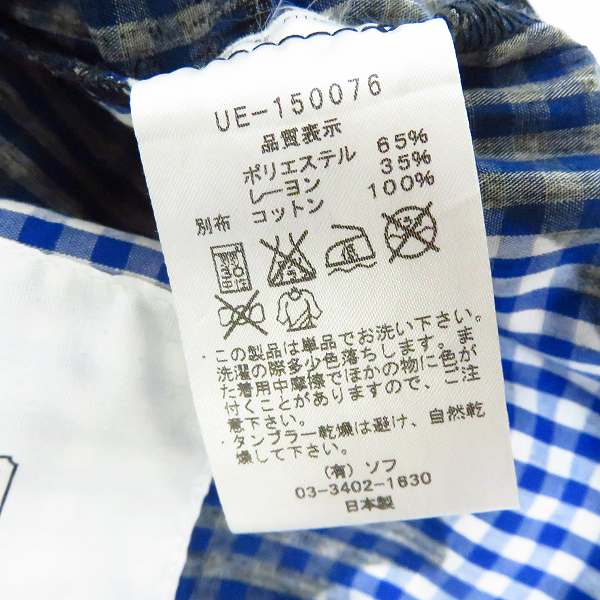 UE-150076
品質表示
ポリエステル 65%
レーヨン 35%
別布 コットン 100%
・この製品は単品でお洗い下さい。
洗濯の際多少色落ちします。ま
た着用中摩擦でほかの物に色が
付くことがありますので、ご注
意下さい。
・タンブラー乾燥は避け、自然乾
燥して下さい。
(有)ソフ
03-3402-1630
日本製